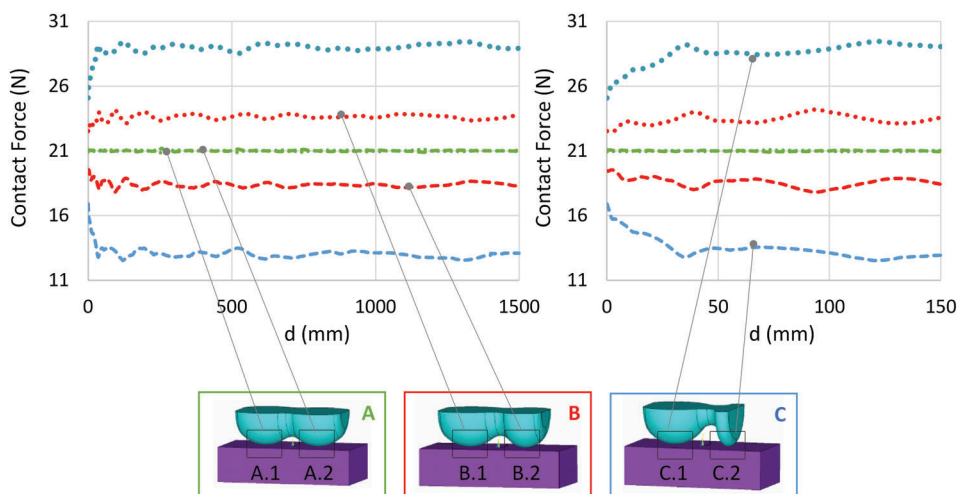 Contact Force (N)
31
26
21
16
11
0
500
1000
1500
d (mm)
Contact Force (N)
31
26
21
16
11
0
50
100
150
d (mm)
A
A.1
A.2
B
B.1
B.2
C
C.1
C.2